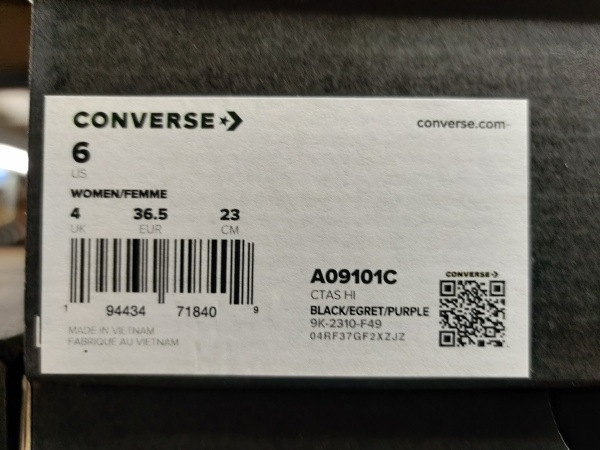 CONVERSE
converse.com
6
US
WOMEN/FEMME
4 36.5 23
UK EUR CM
1 94434 71840 9
MADE IN VIETNAM
FABRIQUE AU VIETNAM
A09101C
CTAS HI
BLACK/EGRET/PURPLE
9K-2310-F49
04RF37GF2XZJZ
CONVERSE